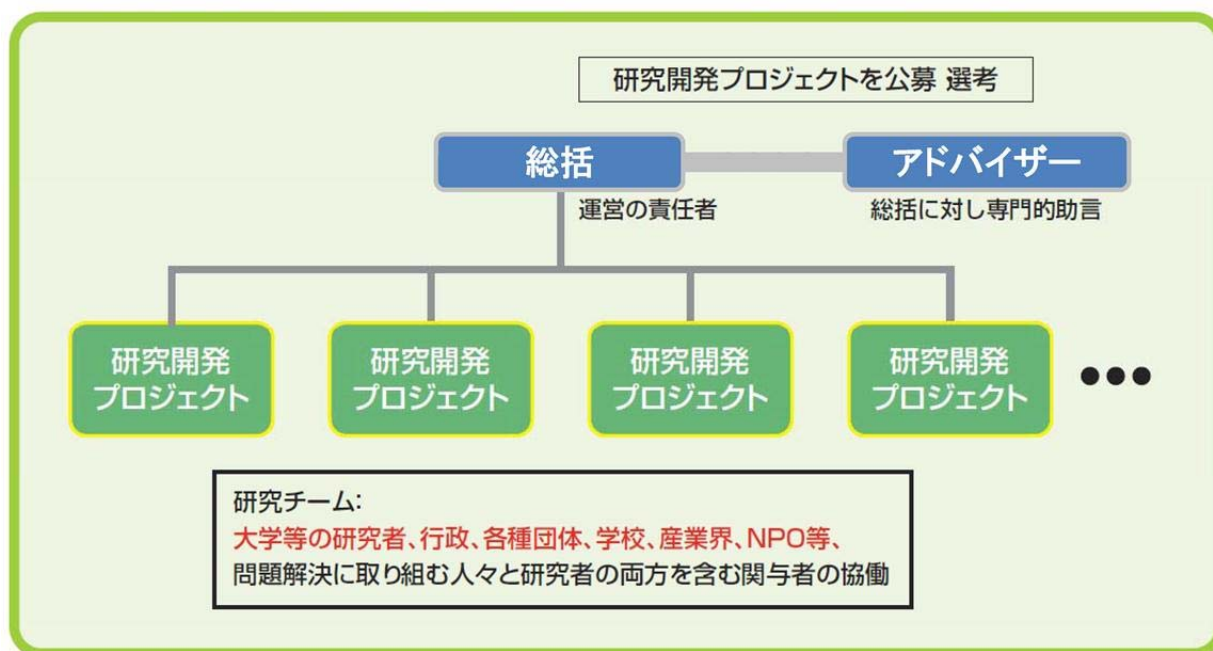 研究開発プロジェクトを公募 選考
総括
アドバイザー
運営の責任者
総括に対し専門的助言
研究開発
プロジェクト
研究開発
プロジェクト
研究開発
プロジェクト
研究開発
プロジェクト
●●●
研究チーム:
大学等の研究者、行政、各種団体、学校、産業界、NPO等、
問題解決に取り組む人々と研究者の両方を含む関与者の協働